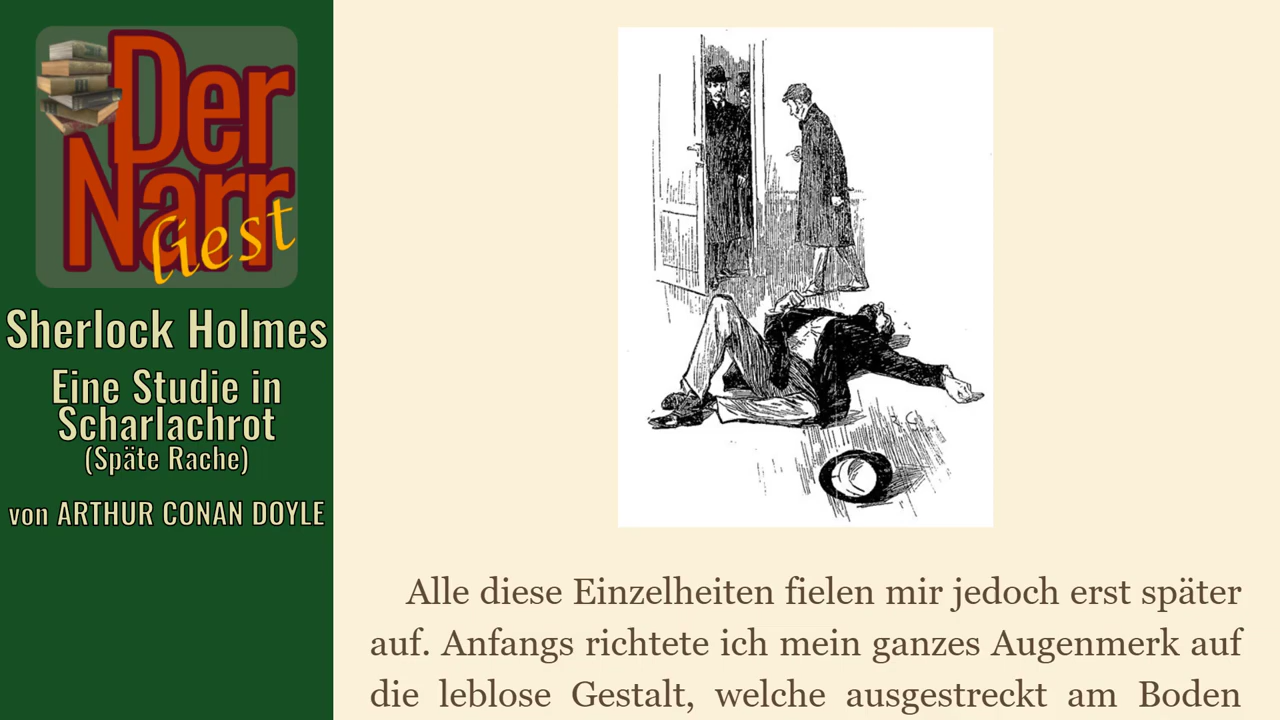 Der
Narr
liest
Sherlock Holmes
Eine Studie in
Scharlachrot
(Späte Rache)
von ARTHUR CONAN DOYLE
Alle diese Einzelheiten fielen mir jedoch erst später
auf. Anfangs richtete ich mein ganzes Augenmerk auf
die leblose Gestalt, welche ausgestreckt am Boden